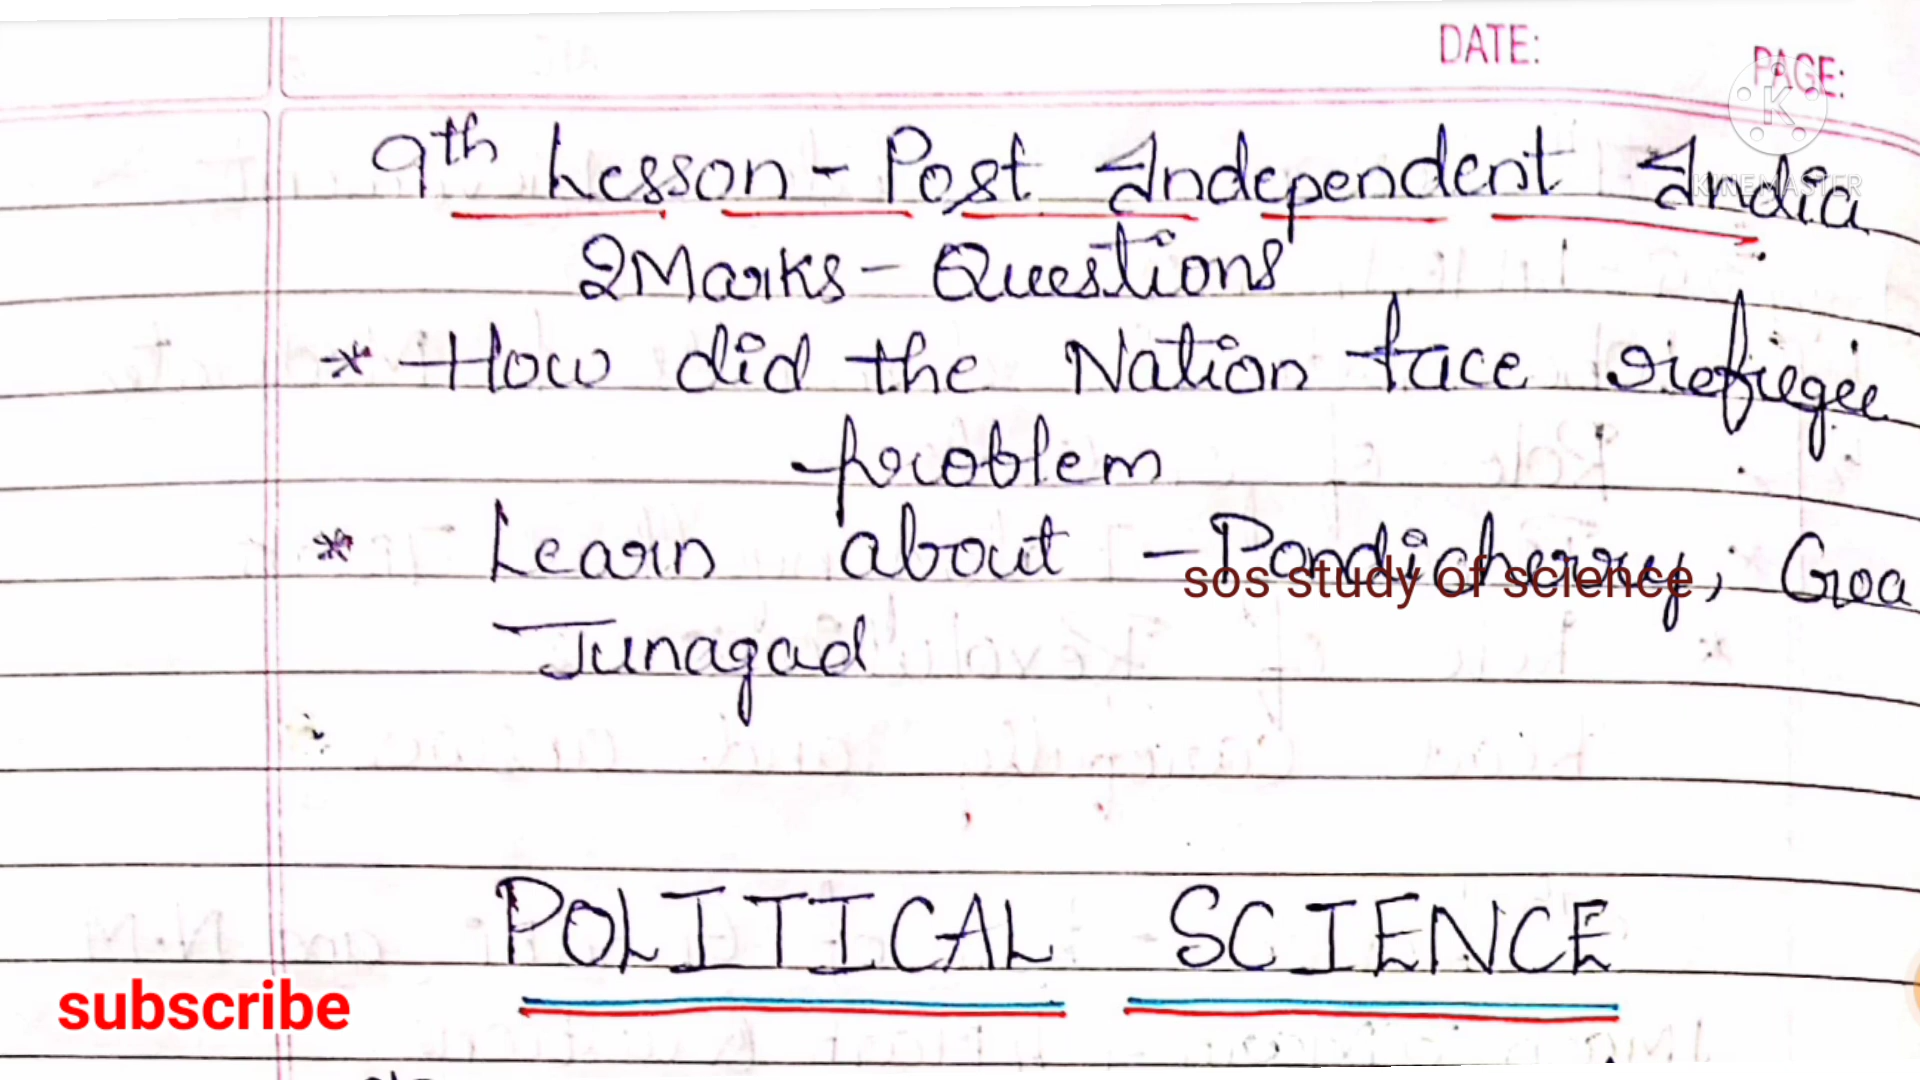 DATE:
PAGE:
9th Lesson - Post Independent India
KINEMASTER
2Marks - Questions
* How did the Nation face refugee
problem
* Learn about - Pondicherry, Goa
sos study of science
Junagad
POLITICAL SCIENCE
subscribe